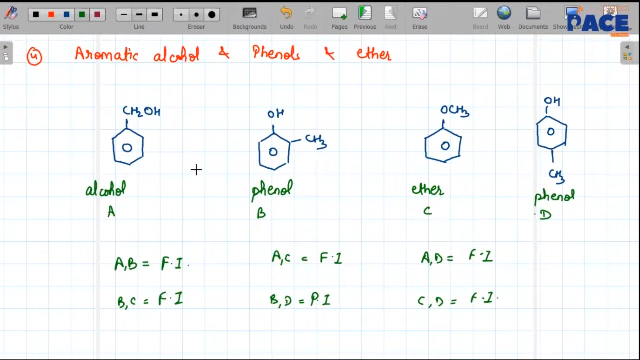 Color
Line
Eraser
Backgrounds
Undo
Redo
Pages
Previous
Next
Erase
Board
Web
Documents
Show
PACE
④ Aromatic alcohol & Phenols & ether
CH₂OH
OH
CH₃
OCH₃
OH
CH₃
alcohol
phenol
ether
phenol
A
B
C
D
A,B = F.I.
A,C = F.I
A,D = F.I
B,C = F.I
B,D = P.I
C,D = F.I.